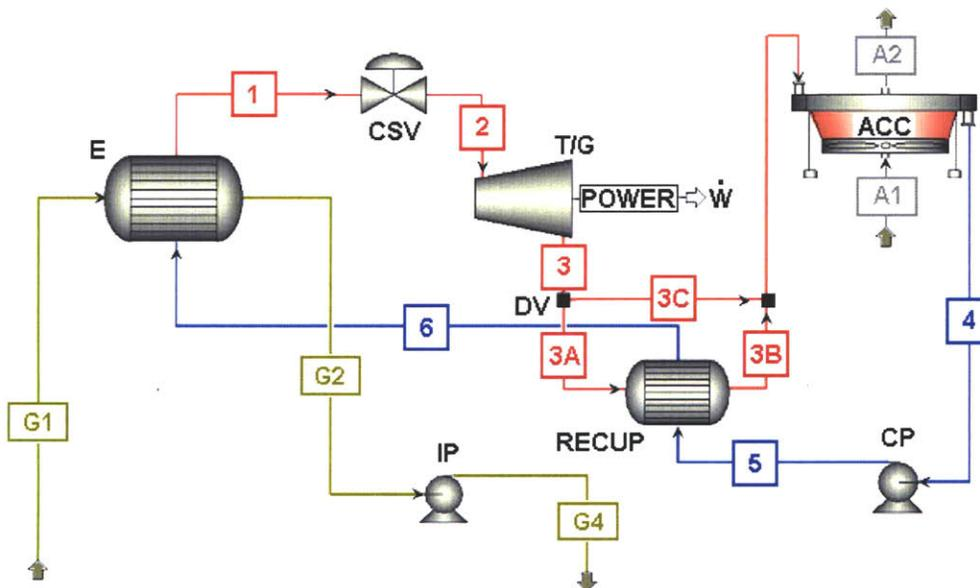 A2
1
E
CSV
2
T/G
ACC
POWER
Ẇ
A1
3
DV
3C
6
3A
3B
4
G2
G1
RECUP
IP
5
CP
G4